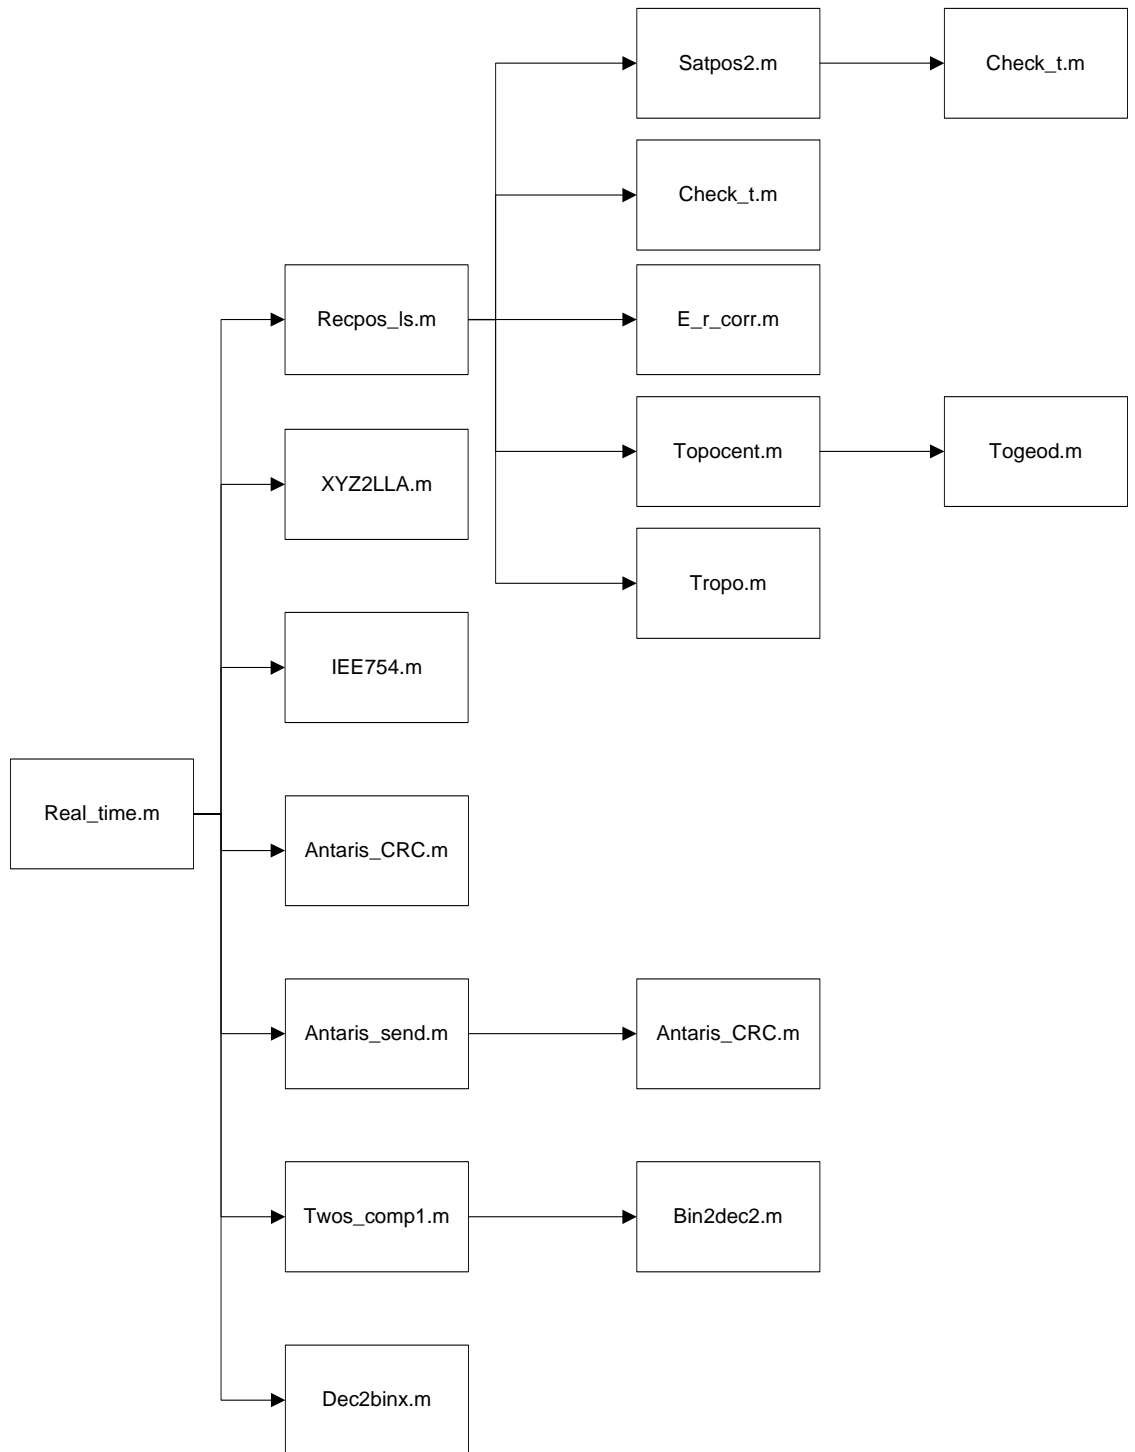 Satpos2.m
Check_t.m
Check_t.m
Recpos_ls.m
E_r_corr.m
XYZ2LLA.m
Topocent.m
Togeod.m
Tropo.m
IEE754.m
Real_time.m
Antaris_CRC.m
Antaris_send.m
Antaris_CRC.m
Twos_comp1.m
Bin2dec2.m
Dec2binx.m